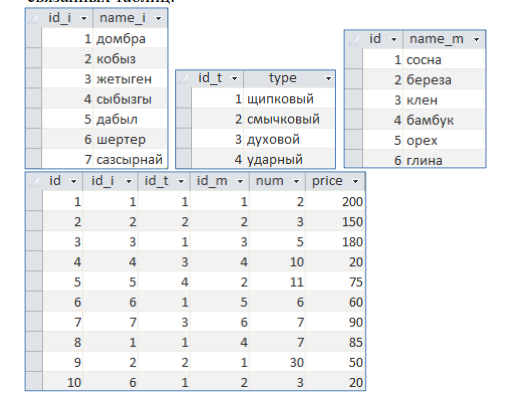 связанных таблиц.
id_i name_i
1 домбра
2 кобыз
3 жетыген
4 сыбызгы
5 дабыл
6 шертер
7 сазсырнай
id_t type
1 щипковый
2 смычковый
3 духовой
4 ударный
id name_m
1 сосна
2 береза
3 клен
4 бамбук
5 орех
6 глина
id id_i id_t id_m num price
1 1 1 1 2 200
2 2 2 2 3 150
3 3 1 3 5 180
4 4 3 4 10 20
5 5 4 2 11 75
6 6 1 5 6 60
7 7 3 6 7 90
8 1 1 4 7 85
9 2 2 1 30 50
10 6 1 2 3 20